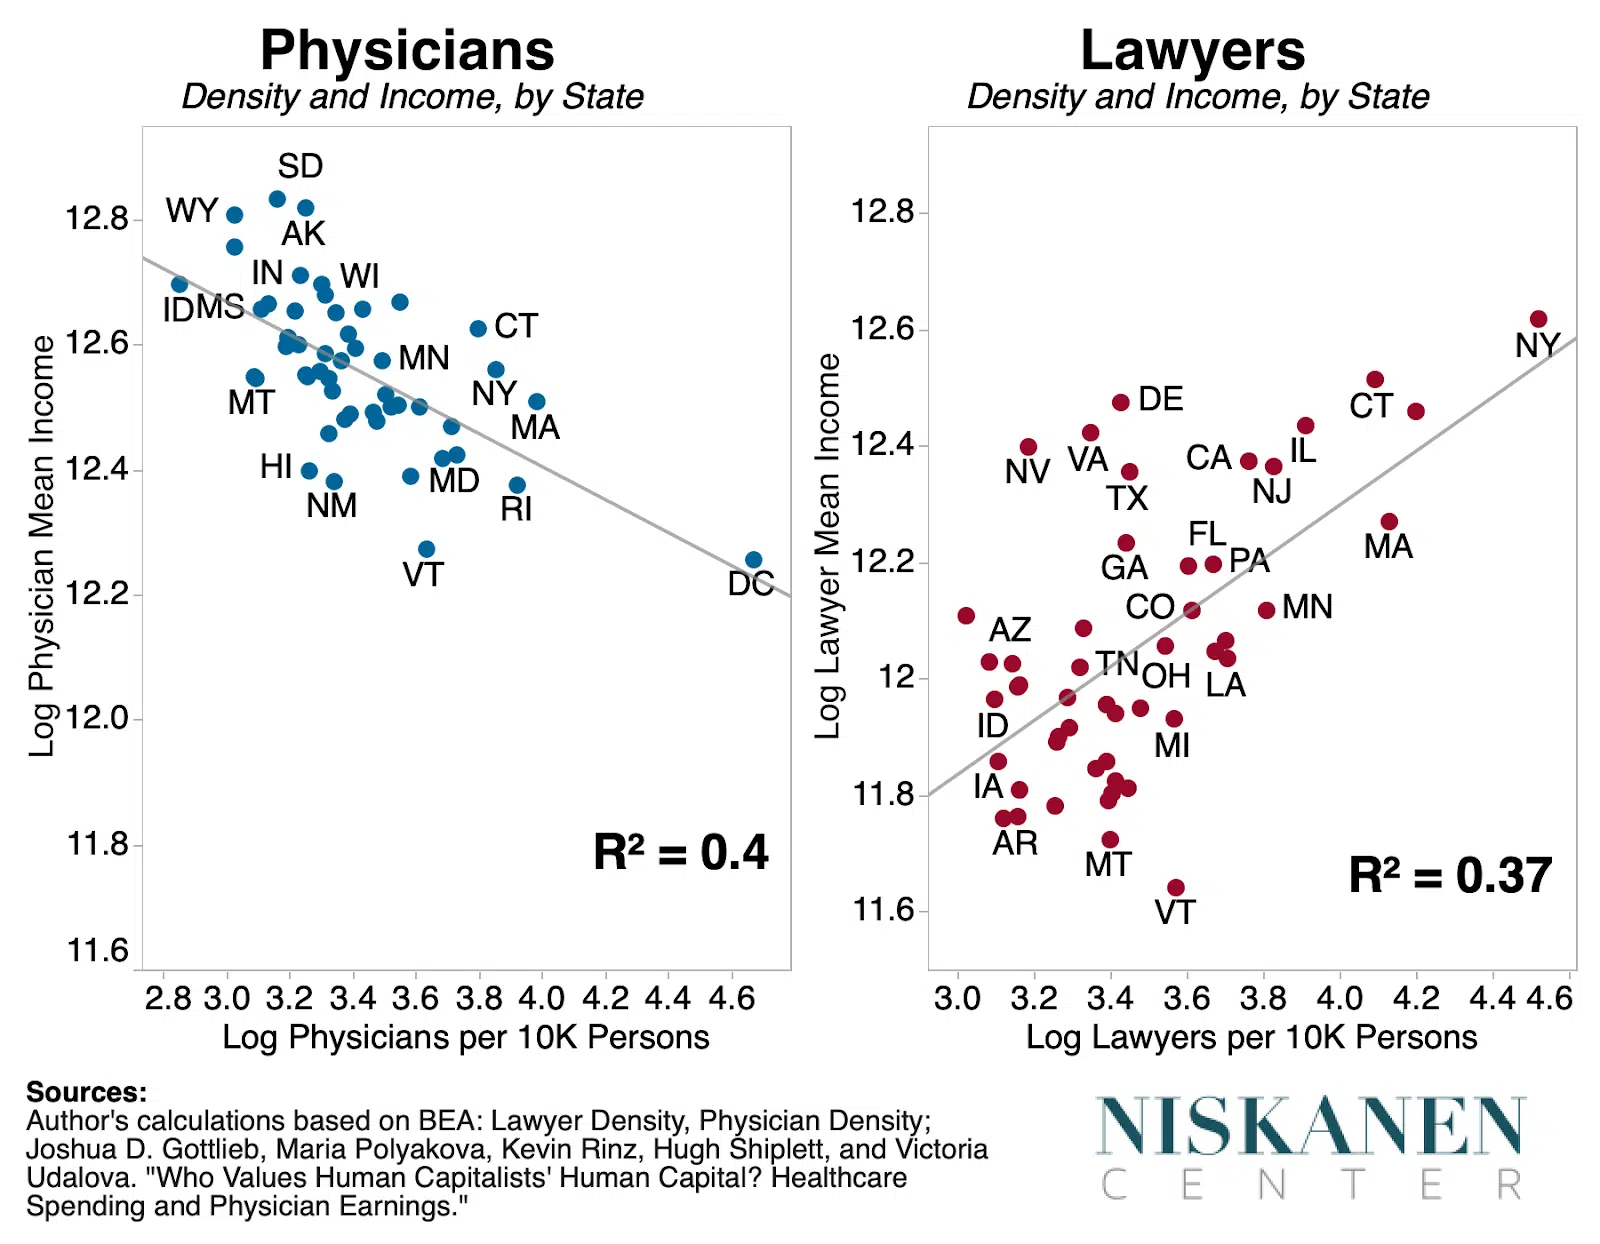 Physicians
Density and Income, by State
SD
WY
12.8
AK
IN
WI
ID
MS
CT
12.6
MN
NY
MT
MA
HI
12.4
MD
NM
RI
VT
DC
12.2
12.0
11.8
R² = 0.4
11.6
2.8 3.0 3.2 3.4 3.6 3.8 4.0 4.2 4.4 4.6
Log Physician Mean Income
Log Physicians per 10K Persons
Lawyers
Density and Income, by State
12.8
12.6
NY
DE
CT
12.4
NV
VA
CA
IL
TX
NJ
FL
MA
12.2
GA
PA
CO
MN
AZ
12
TN
OH
LA
ID
MI
11.8
IA
AR
MT
R² = 0.37
11.6
VT
3.0 3.2 3.4 3.6 3.8 4.0 4.2 4.4 4.6
Log Lawyer Mean Income
Log Lawyers per 10K Persons
Sources:
Author's calculations based on BEA: Lawyer Density, Physician Density;
Joshua D. Gottlieb, Maria Polyakova, Kevin Rinz, Hugh Shiplett, and Victoria
Udalova. "Who Values Human Capitalists' Human Capital? Healthcare
Spending and Physician Earnings."
NISKANEN
CENTER